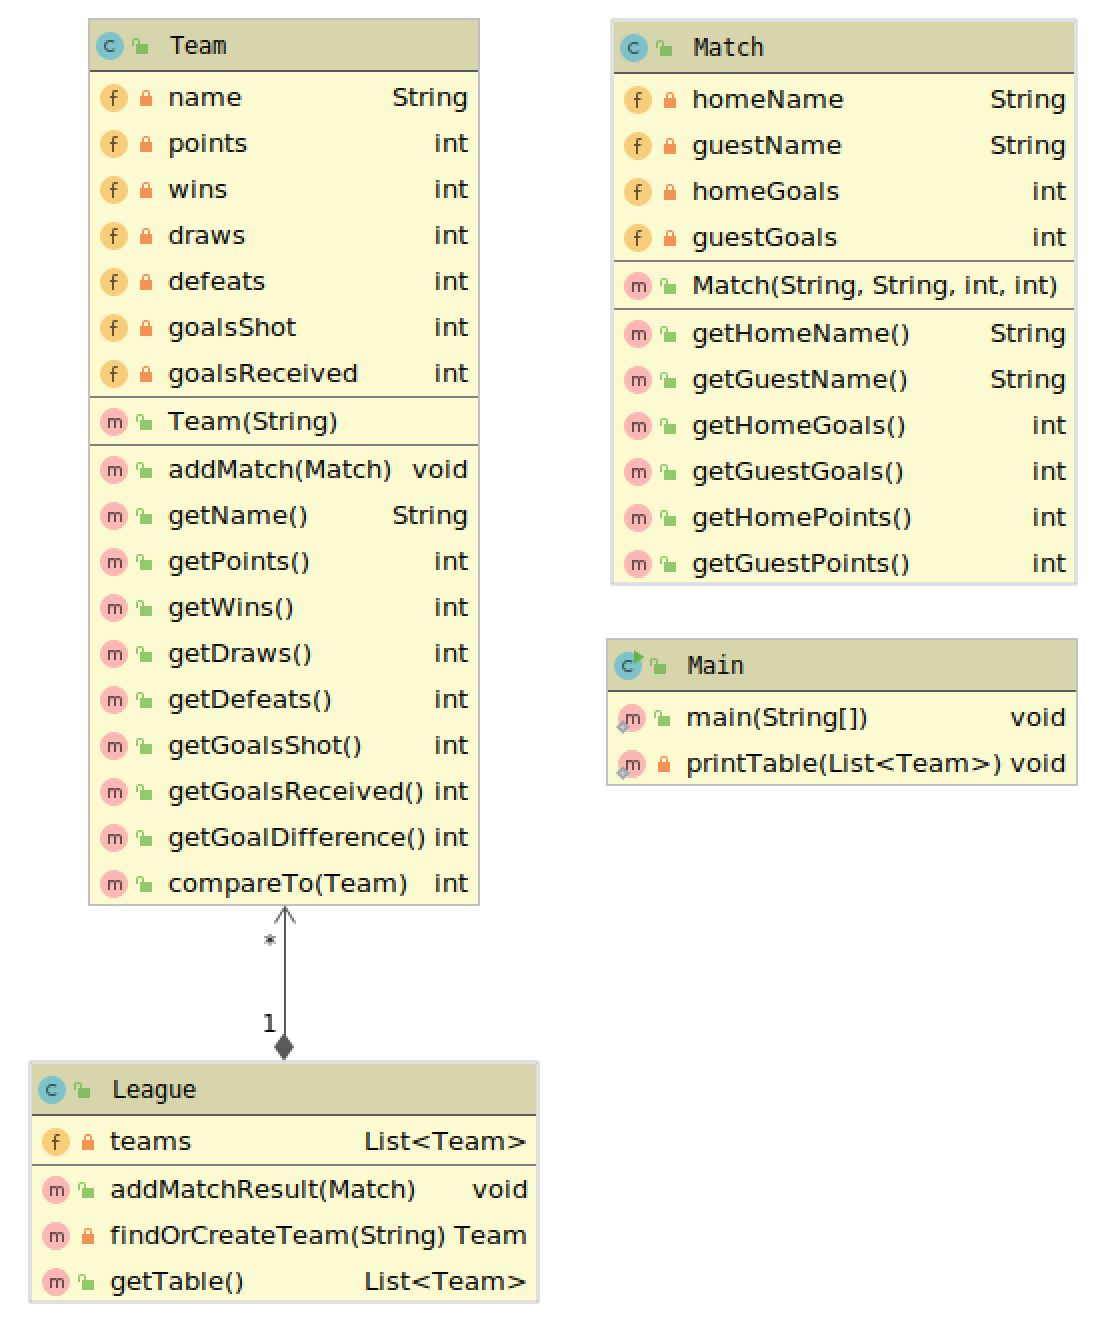 Team
name String
points int
wins int
draws int
defeats int
goalsShot int
goalsReceived int
Team(String)
addMatch(Match) void
getName() String
getPoints() int
getWins() int
getDraws() int
getDefeats() int
getGoalsShot() int
getGoalsReceived() int
getGoalDifference() int
compareTo(Team) int
*
1
League
teams List<Team>
addMatchResult(Match) void
findOrCreateTeam(String) Team
getTable() List<Team>
Match
homeName String
guestName String
homeGoals int
guestGoals int
Match(String, String, int, int)
getHomeName() String
getGuestName() String
getHomeGoals() int
getGuestGoals() int
getHomePoints() int
getGuestPoints() int
Main
main(String[]) void
printTable(List<Team>) void